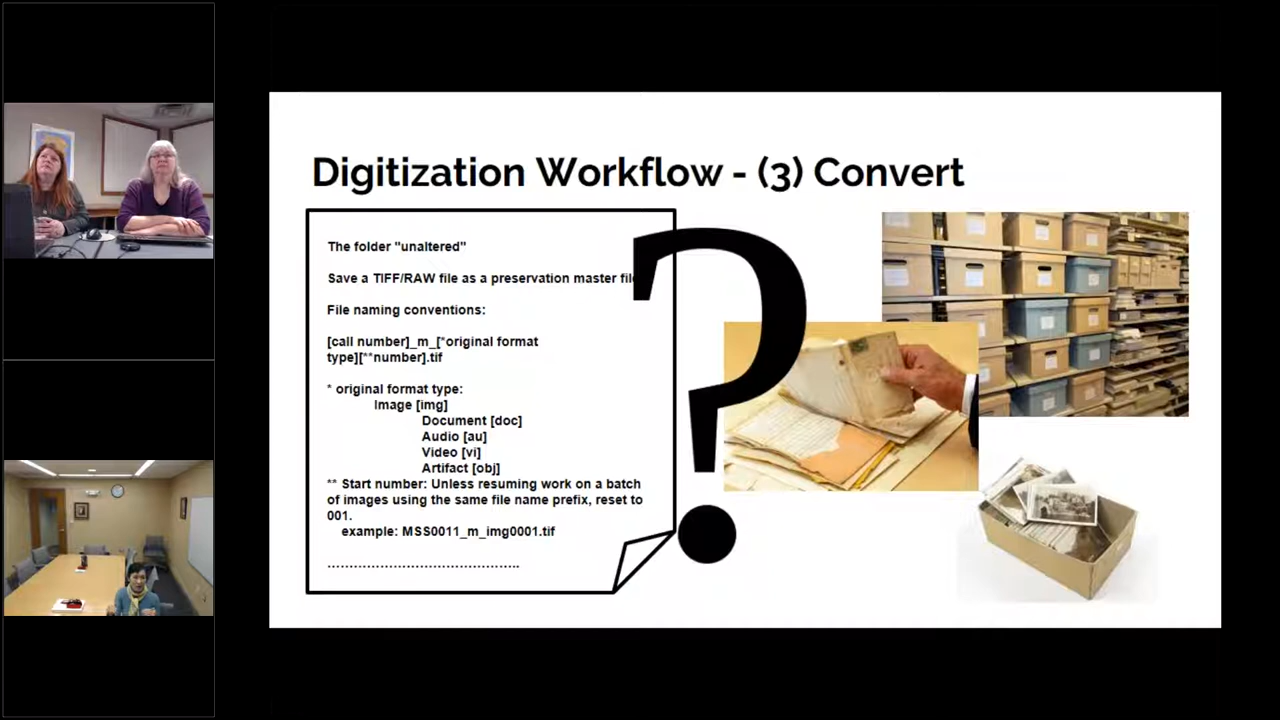 Digitization Workflow - (3) Convert
The folder "unaltered"
Save a TIFF/RAW file as a preservation master
File naming conventions:
[call number]_m_[*original format
type][**number].tif
* original format type:
Image [img]
Document [doc]
Audio [au]
Video [vi]
Artifact [obj]
** Start number: Unless resuming work on a batch
of images using the same file name prefix, reset to
001.
example: MSS0011_m_img0001.tif
............................................
?